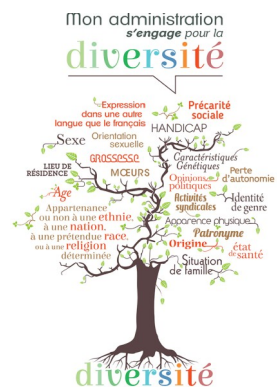 Mon administration
s'engage pour la
diversité
Expression
dans une autre
langue que le français
Précarité
sociale
HANDICAP
Sexe
Orientation
sexuelle
GROSSESSE
Caractéristiques
Génétiques
LIEU DE
RÉSIDENCE
MŒURS
Perte
d'autonomie
Opinions
politiques
Age
Activités
syndicales
Identité
de genre
Appartenance
ou non à une ethnie,
à une nation,
à une prétendue race,
ou à une religion
déterminée
Apparence physique
Patronyme
Origine
état
de santé
Situation
de famille
diversité